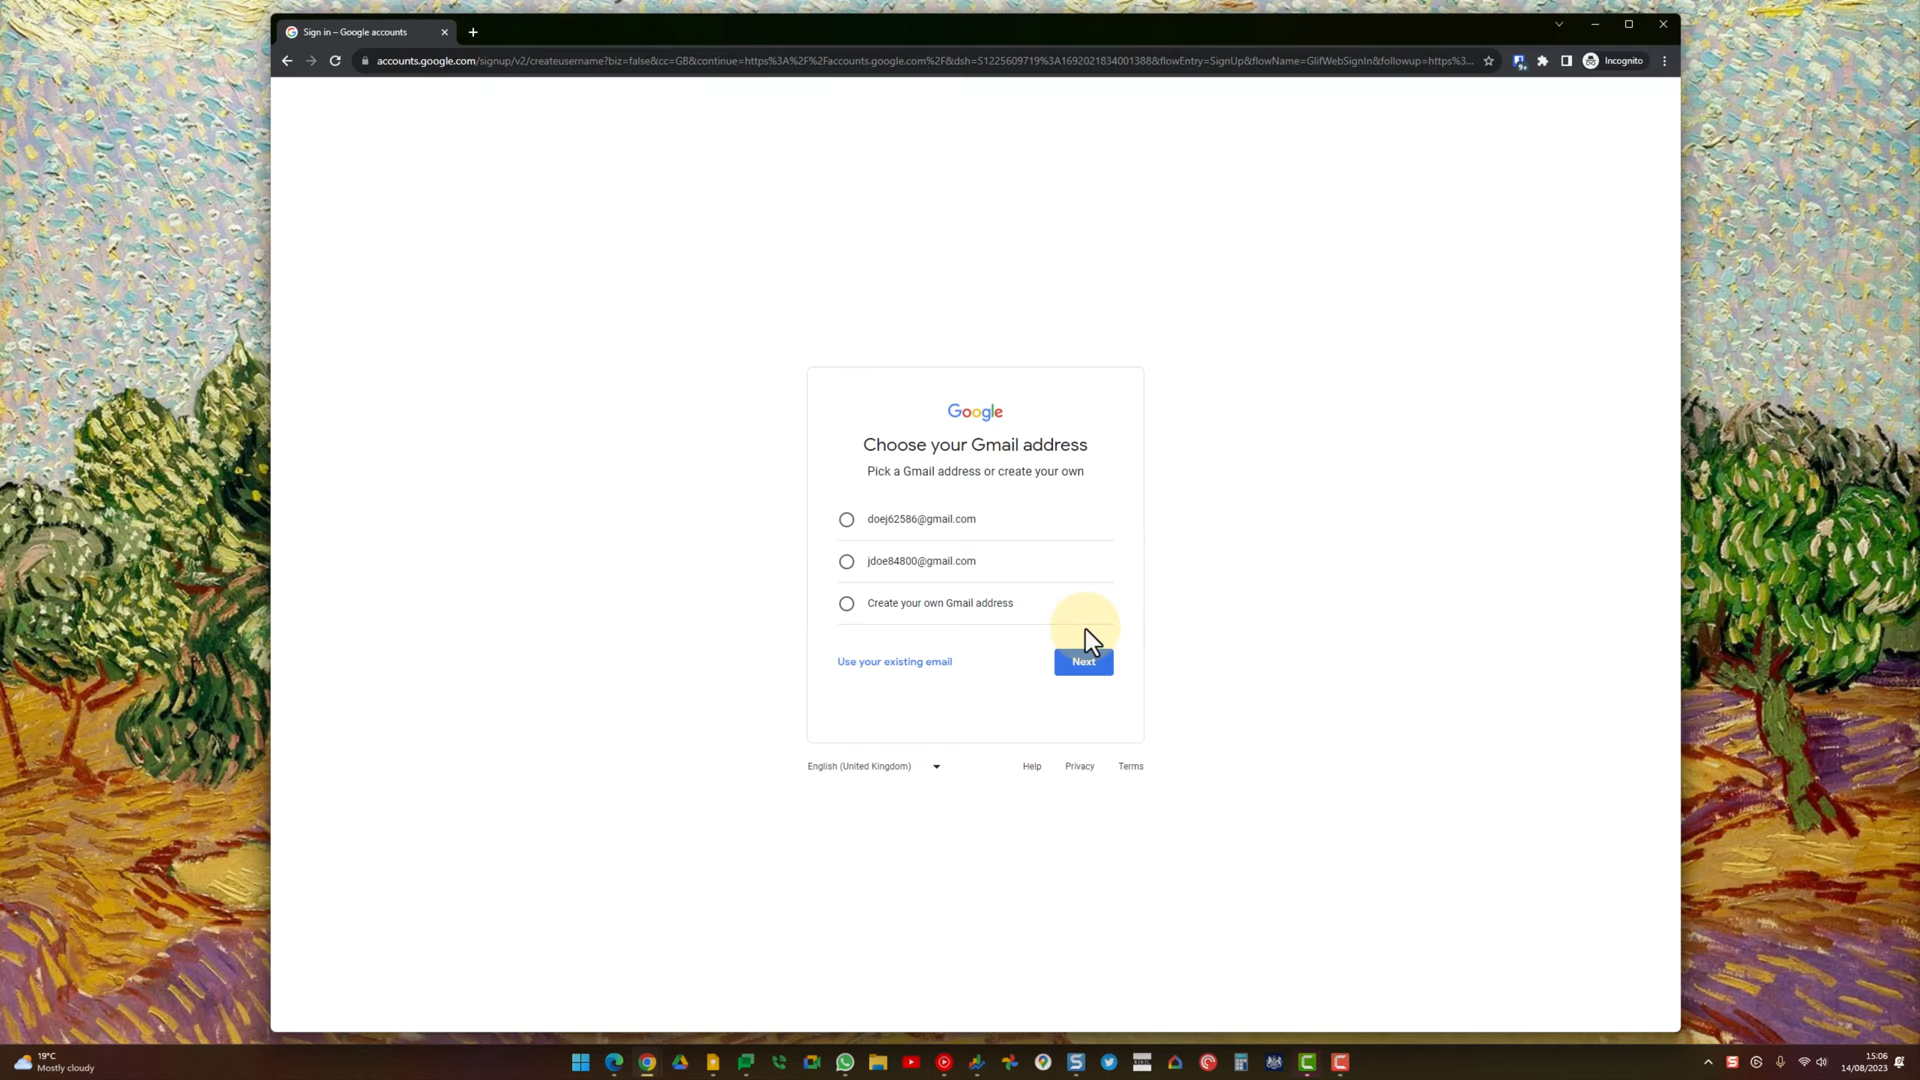 Sign in – Google accounts
accounts.google.com/signup/v2/createusername?biz=false&cc=GB&continue=https%3A%2F%2Faccounts.google.com%2F&dsh=S1225609719%3A1692021834001388&flowEntry=SignUp&flowName=GlifWebSignIn&followup=https%3...
9+
Incognito
Google
Choose your Gmail address
Pick a Gmail address or create your own
doej62586@gmail.com
jdoe84800@gmail.com
Create your own Gmail address
Use your existing email
Next
English (United Kingdom)
Help
Privacy
Terms
19°C
Mostly cloudy
15:06
14/08/2023